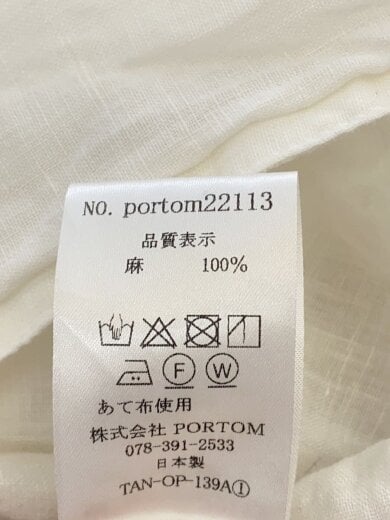 NO. portom22113
品質表示
麻 100%
F W
あて布使用
株式会社 PORTOM
078-391-2533
日本製
TAN-OP-139AⒾ